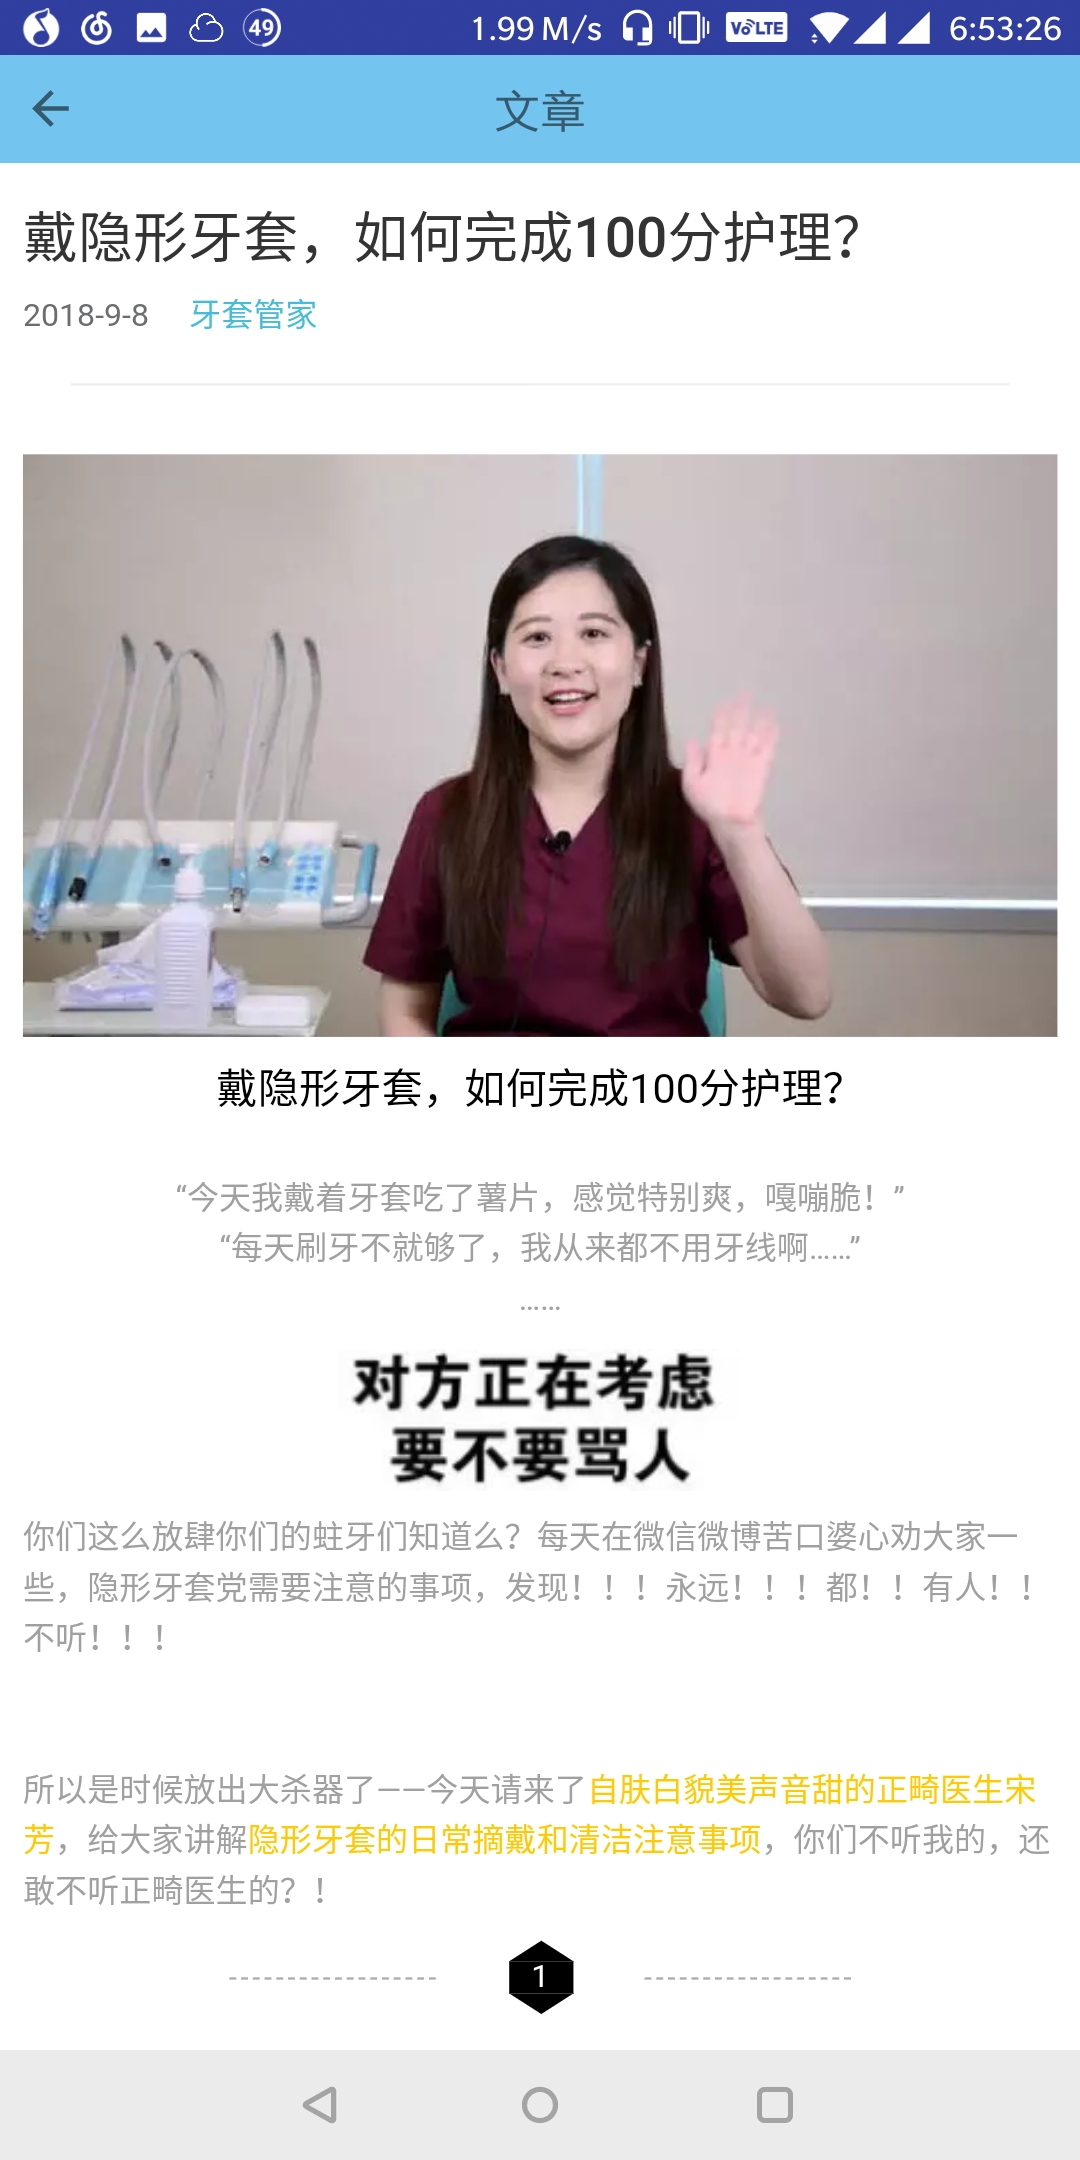 49 1.99 M/s VoLTE 6:53:26
文章
戴隐形牙套，如何完成100分护理？
2018-9-8 牙套管家
戴隐形牙套，如何完成100分护理？
“今天我戴着牙套吃了薯片，感觉特别爽，嘎嘣脆！”
“每天刷牙不就够了，我从来都不用牙线啊……”
……
对方正在考虑
要不要骂人
你们这么放肆你们的蛀牙们知道么？每天在微信微博苦口婆心劝大家一
些，隐形牙套党需要注意的事项，发现！！！永远！！！都！！有人！！
不听！！！
所以是时候放出大杀器了——今天请来了自肤白貌美声音甜的正畸医生宋
芳，给大家讲解隐形牙套的日常摘戴和清洁注意事项，你们不听我的，还
敢不听正畸医生的？！
1